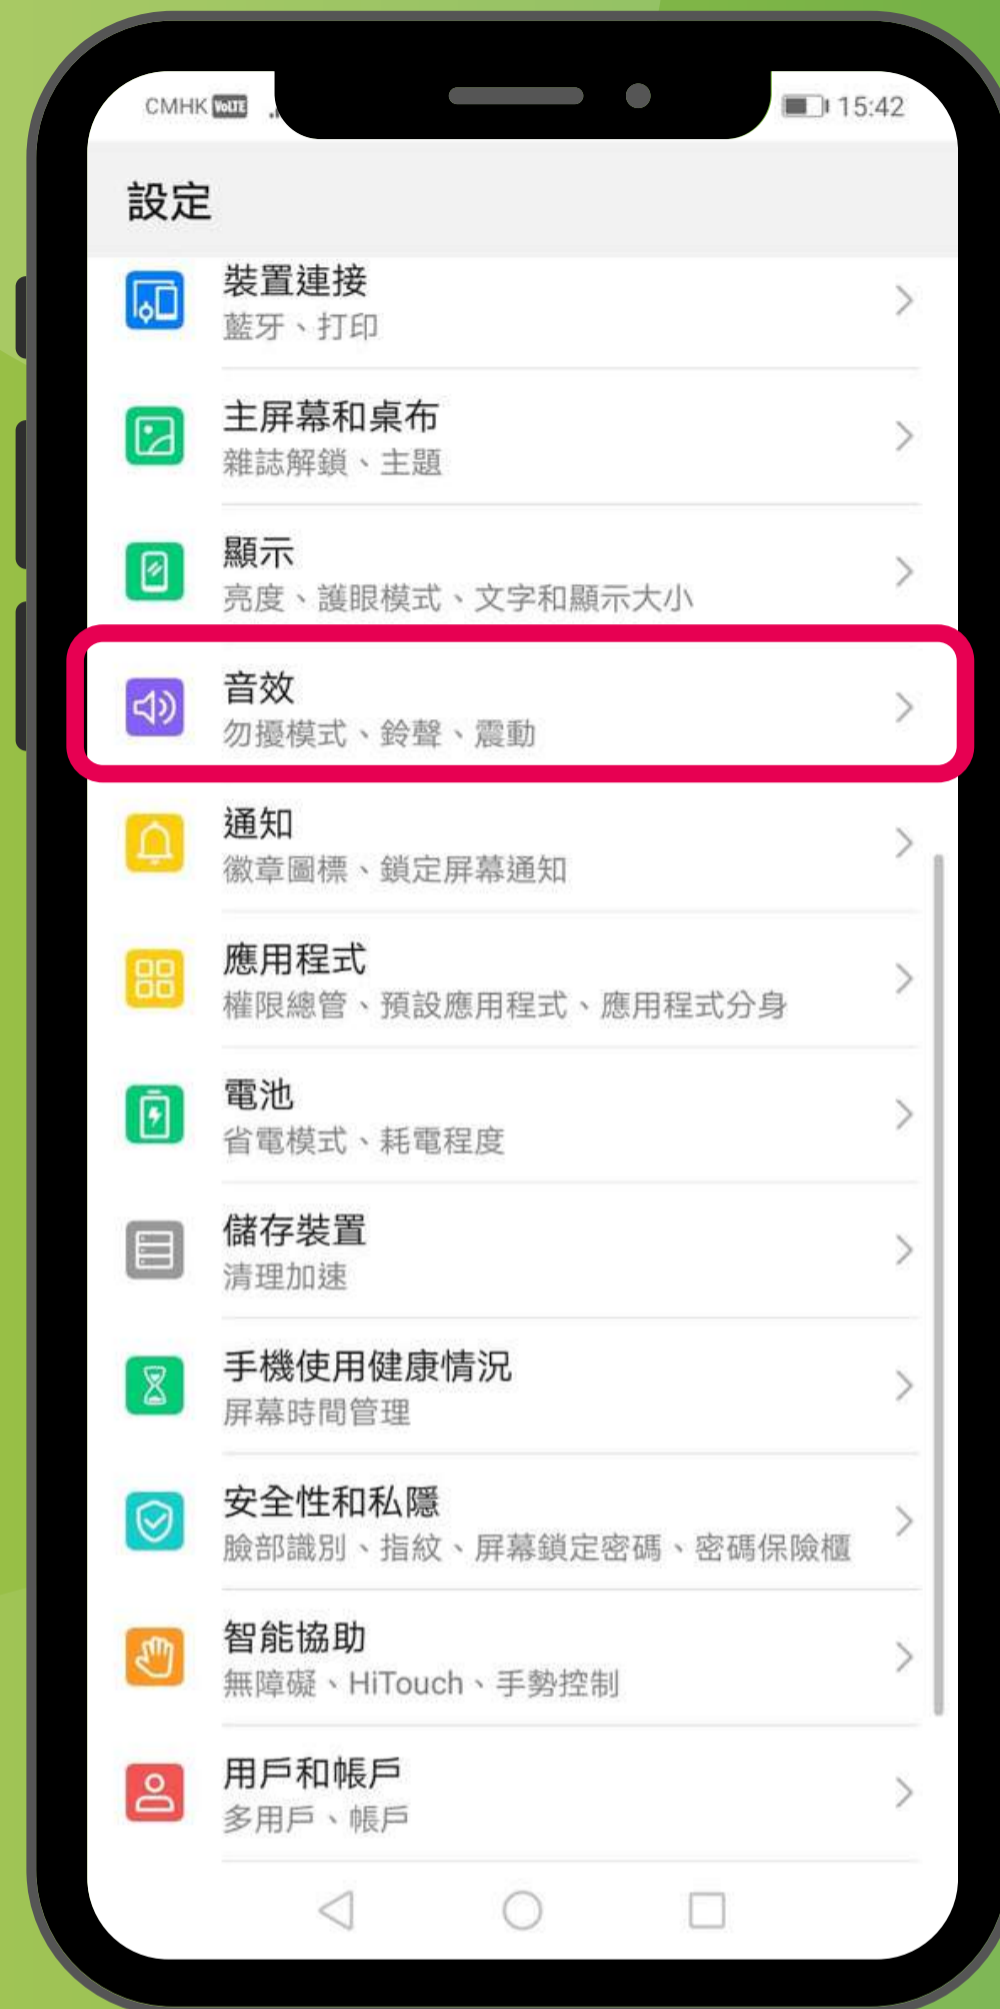 CMHK VoLTE
15:42
設定
裝置連接
藍牙、打印
主屏幕和桌布
雜誌解鎖、主題
顯示
亮度、護眼模式、文字和顯示大小
音效
勿擾模式、鈴聲、震動
通知
徽章圖標、鎖定屏幕通知
應用程式
權限總管、預設應用程式、應用程式分身
電池
省電模式、耗電程度
儲存裝置
清理加速
手機使用健康情況
屏幕時間管理
安全性和私隱
臉部識別、指紋、屏幕鎖定密碼、密碼保險櫃
智能協助
無障礙、HiTouch、手勢控制
用戶和帳戶
多用戶、帳戶